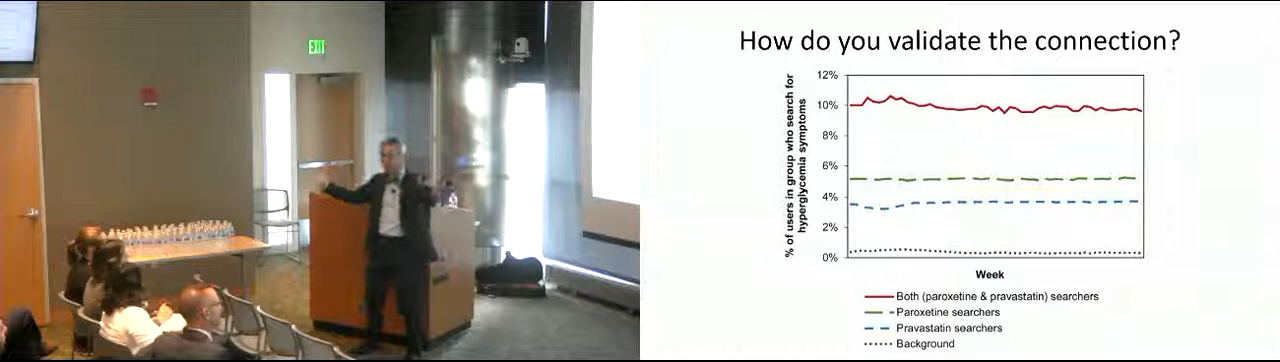 EXIT
How do you validate the connection?
% of users in group who search for
hyperglycemia symptoms
12%
10%
8%
6%
4%
2%
0%
Week
Both (paroxetine & pravastatin) searchers
Paroxetine searchers
Pravastatin searchers
Background